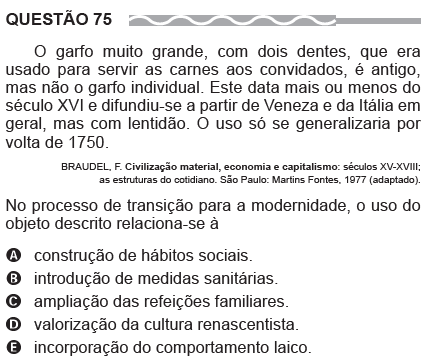 QUESTÃO 75
O garfo muito grande, com dois dentes, que era
usado para servir as carnes aos convidados, é antigo,
mas não o garfo individual. Este data mais ou menos do
século XVI e difundiu-se a partir de Veneza e da Itália em
geral, mas com lentidão. O uso só se generalizaria por
volta de 1750.
BRAUDEL, F. Civilização material, economia e capitalismo: séculos XV-XVIII;
as estruturas do cotidiano. São Paulo: Martins Fontes, 1977 (adaptado).
No processo de transição para a modernidade, o uso do
objeto descrito relaciona-se à
A construção de hábitos sociais.
B introdução de medidas sanitárias.
C ampliação das refeições familiares.
D valorização da cultura renascentista.
E incorporação do comportamento laico.